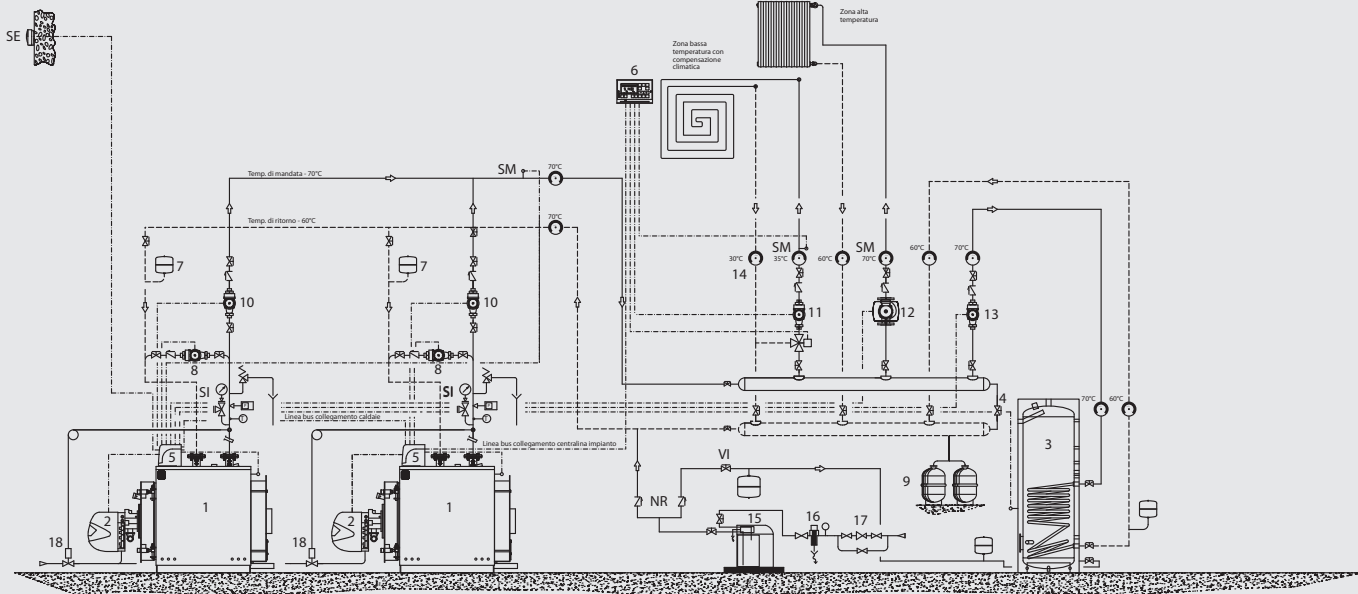 SE
Zona alta
temperatura
Zona bassa
temperatura con
compensazione
climatica
6
SM
70°C
Temp. di mandata - 70°C
Temp. di ritorno - 60°C
70°C
7
7
SM
SM
30°C
35°C
60°C
70°C
60°C
70°C
14
10
10
11
12
13
8
8
SI
SI
Linea bus collegamento caldaie
4
70°C
60°C
Linea bus collegamento centralina impianto
3
5
5
VI
9
NR
1
1
2
2
15
16
17
18
18